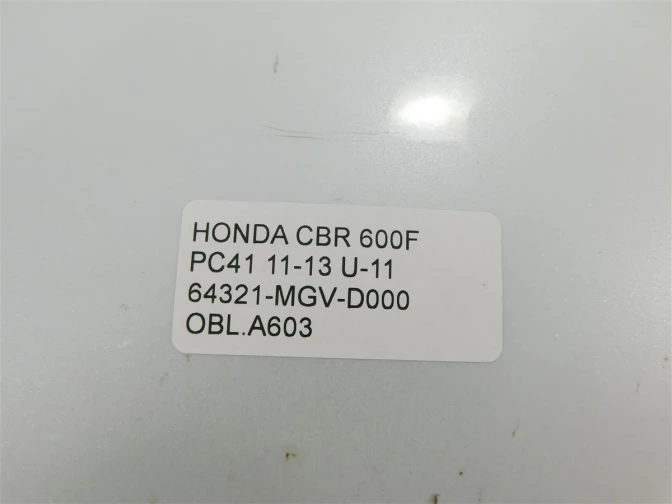 HONDA CBR 600F
PC41 11-13 U-11
64321-MGV-D000
OBL.A603